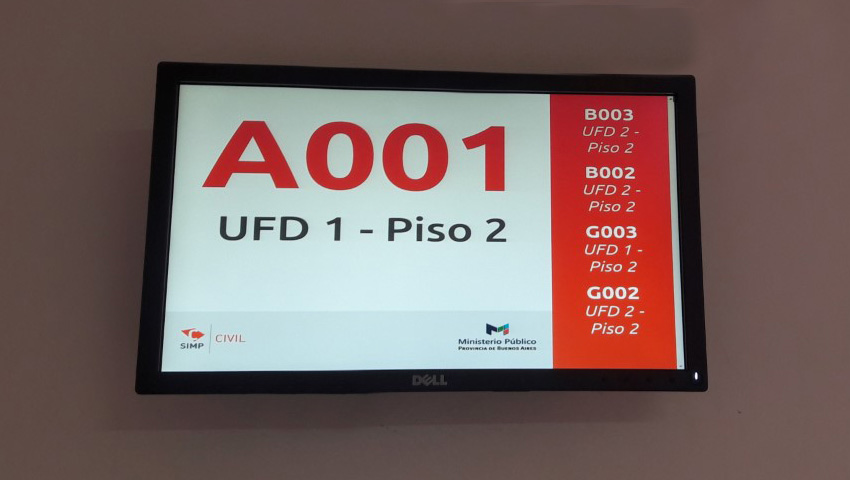 A001
UFD 1 - Piso 2
B003
UFD 2 -
Piso 2
B002
UFD 2 -
Piso 2
G003
UFD 1 -
Piso 2
G002
UFD 2 -
Piso 2
SIMP
CIVIL
Ministerio Público
PROVINCIA DE BUENOS AIRES
DELL